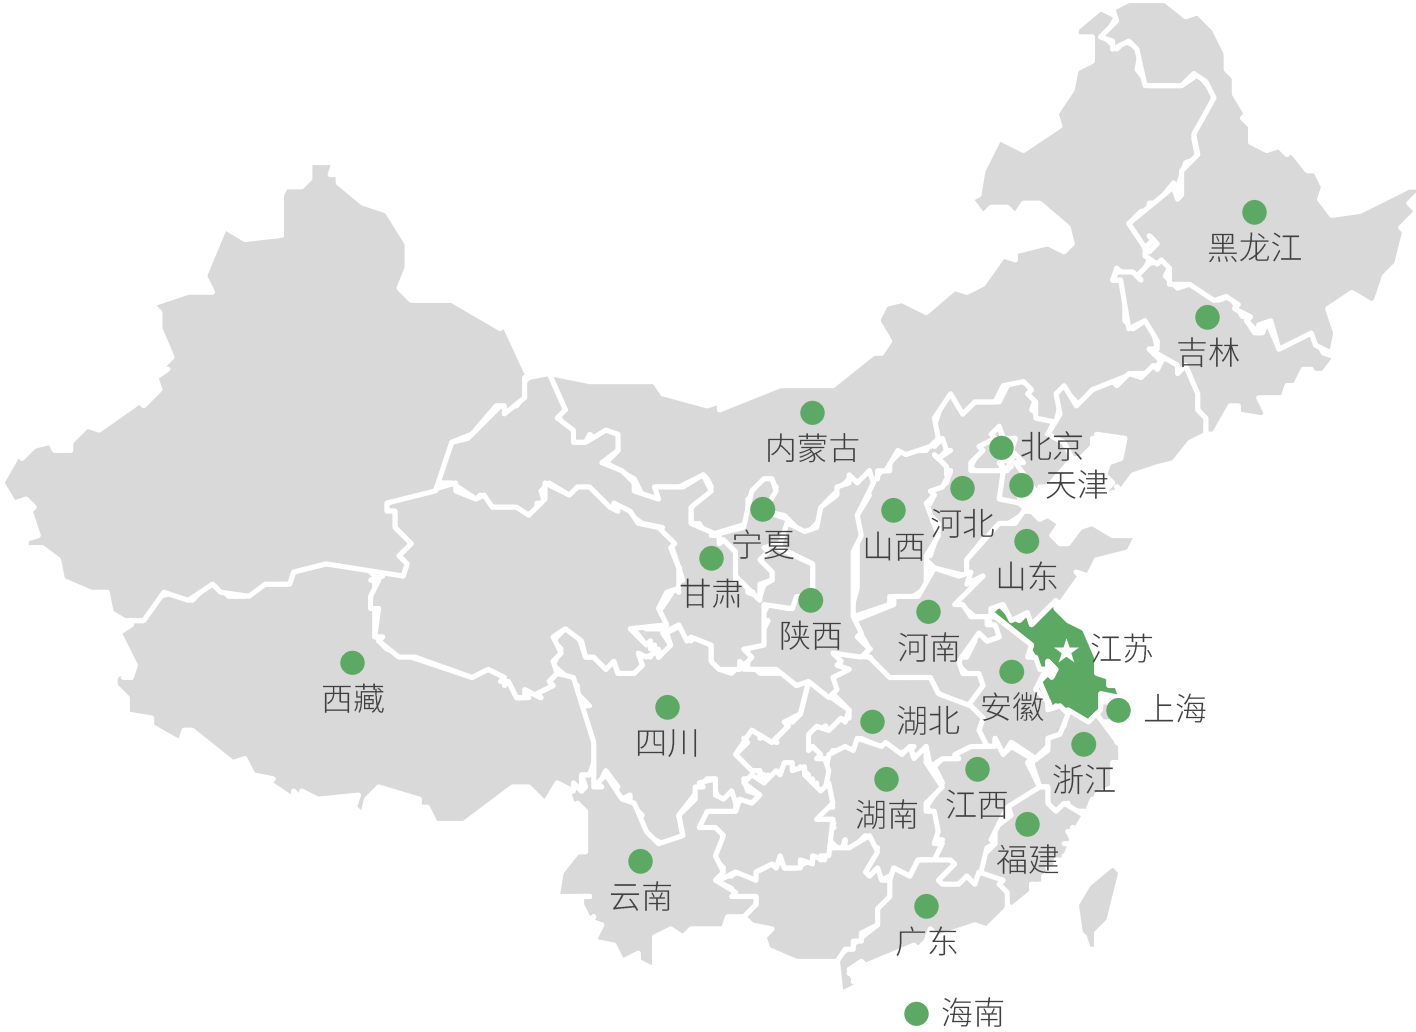 黑龙江
吉林
内蒙古
北京
天津
河北
宁夏
山西
山东
甘肃
陕西
河南
江苏
西藏
安徽
上海
四川
湖北
浙江
湖南
江西
福建
云南
广东
海南